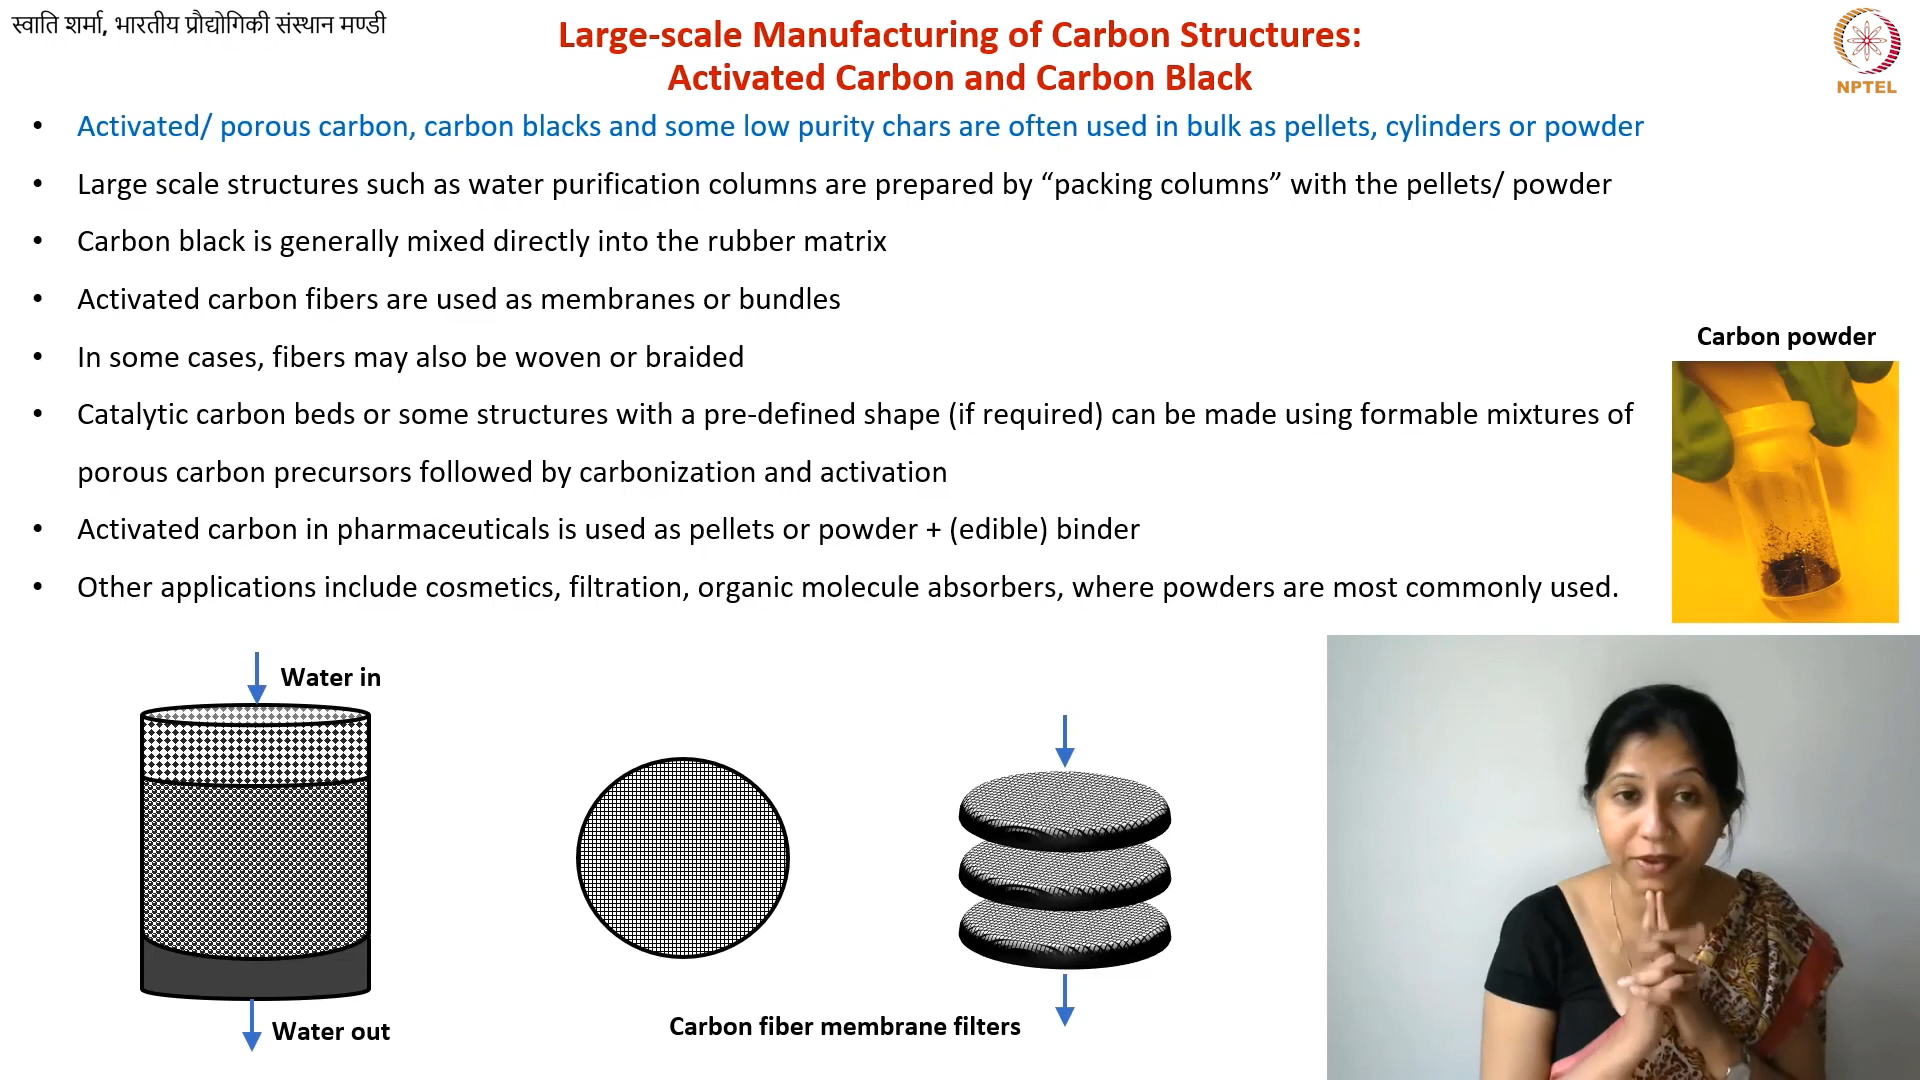 स्वाति शर्मा, भारतीय प्रौद्योगिकी संस्थान मण्डी
Large-scale Manufacturing of Carbon Structures:
Activated Carbon and Carbon Black
NPTEL
• Activated/ porous carbon, carbon blacks and some low purity chars are often used in bulk as pellets, cylinders or powder
• Large scale structures such as water purification columns are prepared by “packing columns” with the pellets/ powder
• Carbon black is generally mixed directly into the rubber matrix
• Activated carbon fibers are used as membranes or bundles
• In some cases, fibers may also be woven or braided
• Catalytic carbon beds or some structures with a pre-defined shape (if required) can be made using formable mixtures of
porous carbon precursors followed by carbonization and activation
• Activated carbon in pharmaceuticals is used as pellets or powder + (edible) binder
• Other applications include cosmetics, filtration, organic molecule absorbers, where powders are most commonly used.
Carbon powder
Water in
Water out
Carbon fiber membrane filters